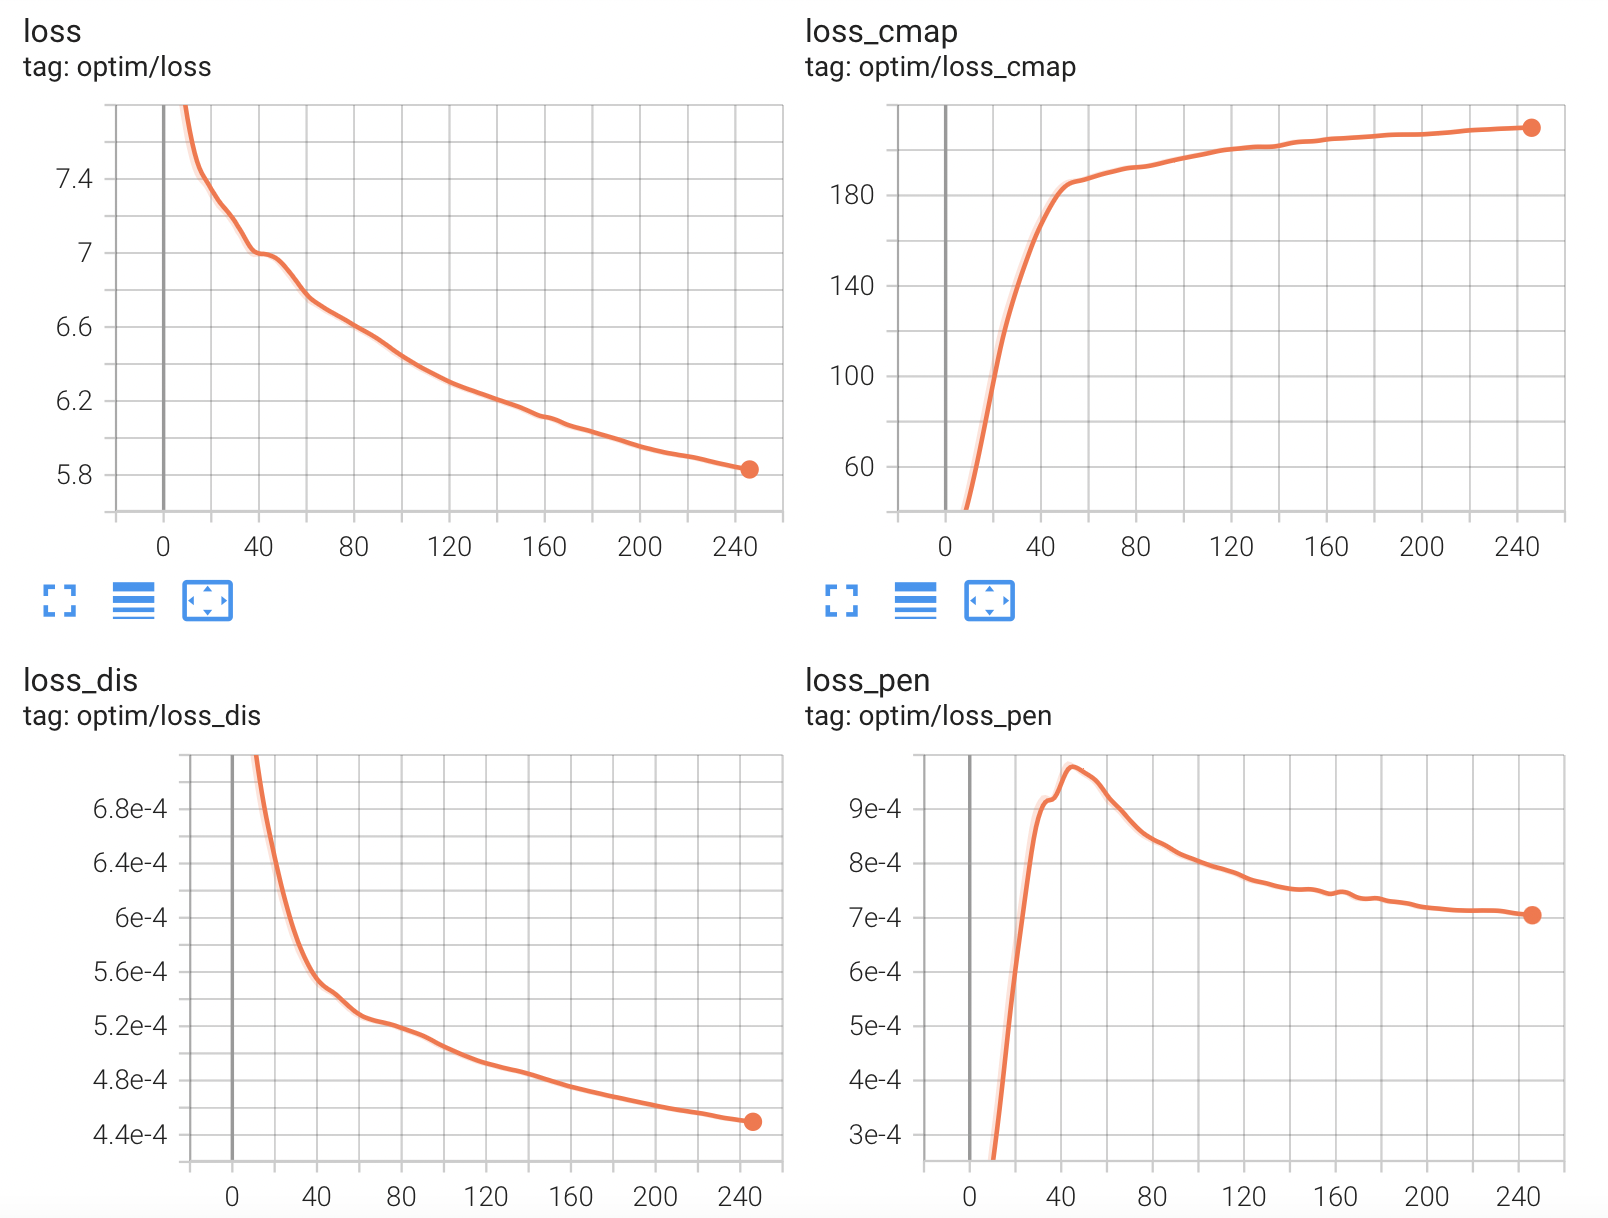 loss
tag: optim/loss
7.4
7
6.6
6.2
5.8
0 40 80 120 160 200 240
loss_cmap
tag: optim/loss_cmap
180
140
100
60
0 40 80 120 160 200 240
loss_dis
tag: optim/loss_dis
6.8e-4
6.4e-4
6e-4
5.6e-4
5.2e-4
4.8e-4
4.4e-4
0 40 80 120 160 200 240
loss_pen
tag: optim/loss_pen
9e-4
8e-4
7e-4
6e-4
5e-4
4e-4
3e-4
0 40 80 120 160 200 240